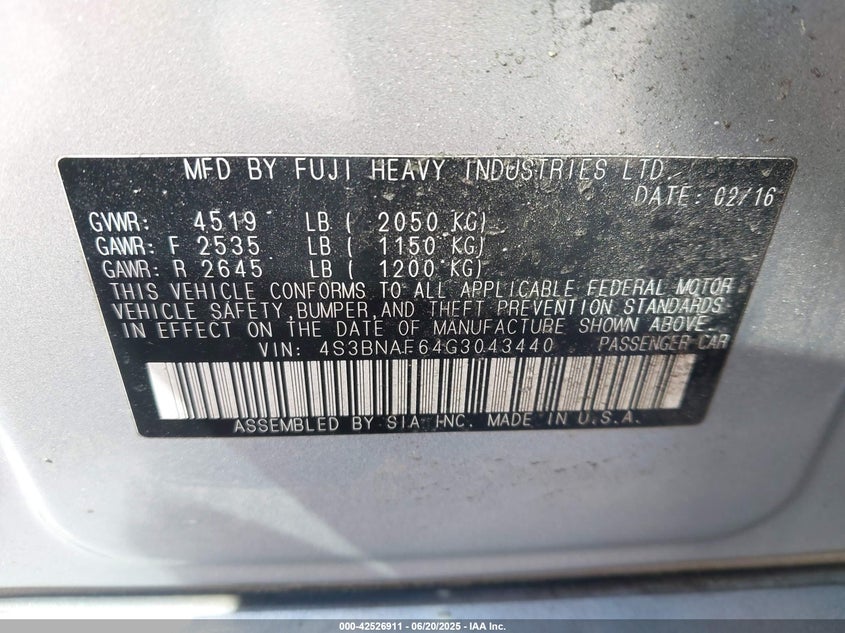 MFD BY FUJI HEAVY INDUSTRIES LTD.
DATE: 02/16
GVWR: 4519 LB ( 2050 KG)
GAWR: F 2535 LB ( 1150 KG)
GAWR: R 2645 LB ( 1200 KG)
THIS VEHICLE CONFORMS TO ALL APPLICABLE FEDERAL MOTOR
VEHICLE SAFETY, BUMPER, AND THEFT PREVENTION STANDARDS
IN EFFECT ON THE DATE OF MANUFACTURE SHOWN ABOVE.
VIN: 4S3BNAF64G3043440 PASSENGER CAR
ASSEMBLED BY SIA INC. MADE IN U.S.A.
000-42526911 - 06/20/2025 - IAA Inc.